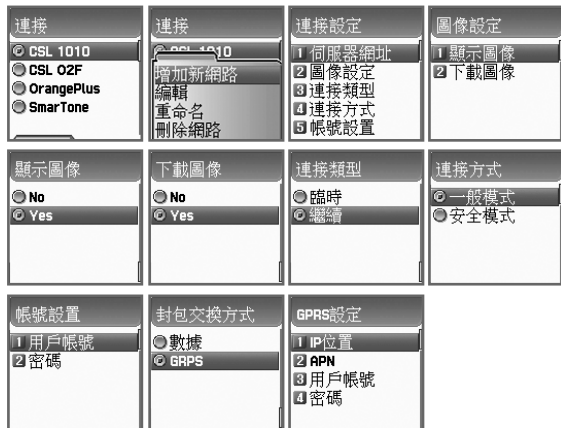 連接
CSL 1010
CSL O2F
OrangePlus
SmarTone
連接
CSL 1010
增加新網路
編輯
重命名
刪除網路
連接設定
1 伺服器網址
2 圖像設定
3 連接類型
4 連接方式
5 帳號設置
圖像設定
1 顯示圖像
2 下載圖像
顯示圖像
No
Yes
下載圖像
No
Yes
連接類型
臨時
繼續
連接方式
一般模式
安全模式
帳號設置
1 用戶帳號
2 密碼
封包交換方式
數據
GRPS
GPRS設定
1 IP位置
2 APN
3 用戶帳號
4 密碼